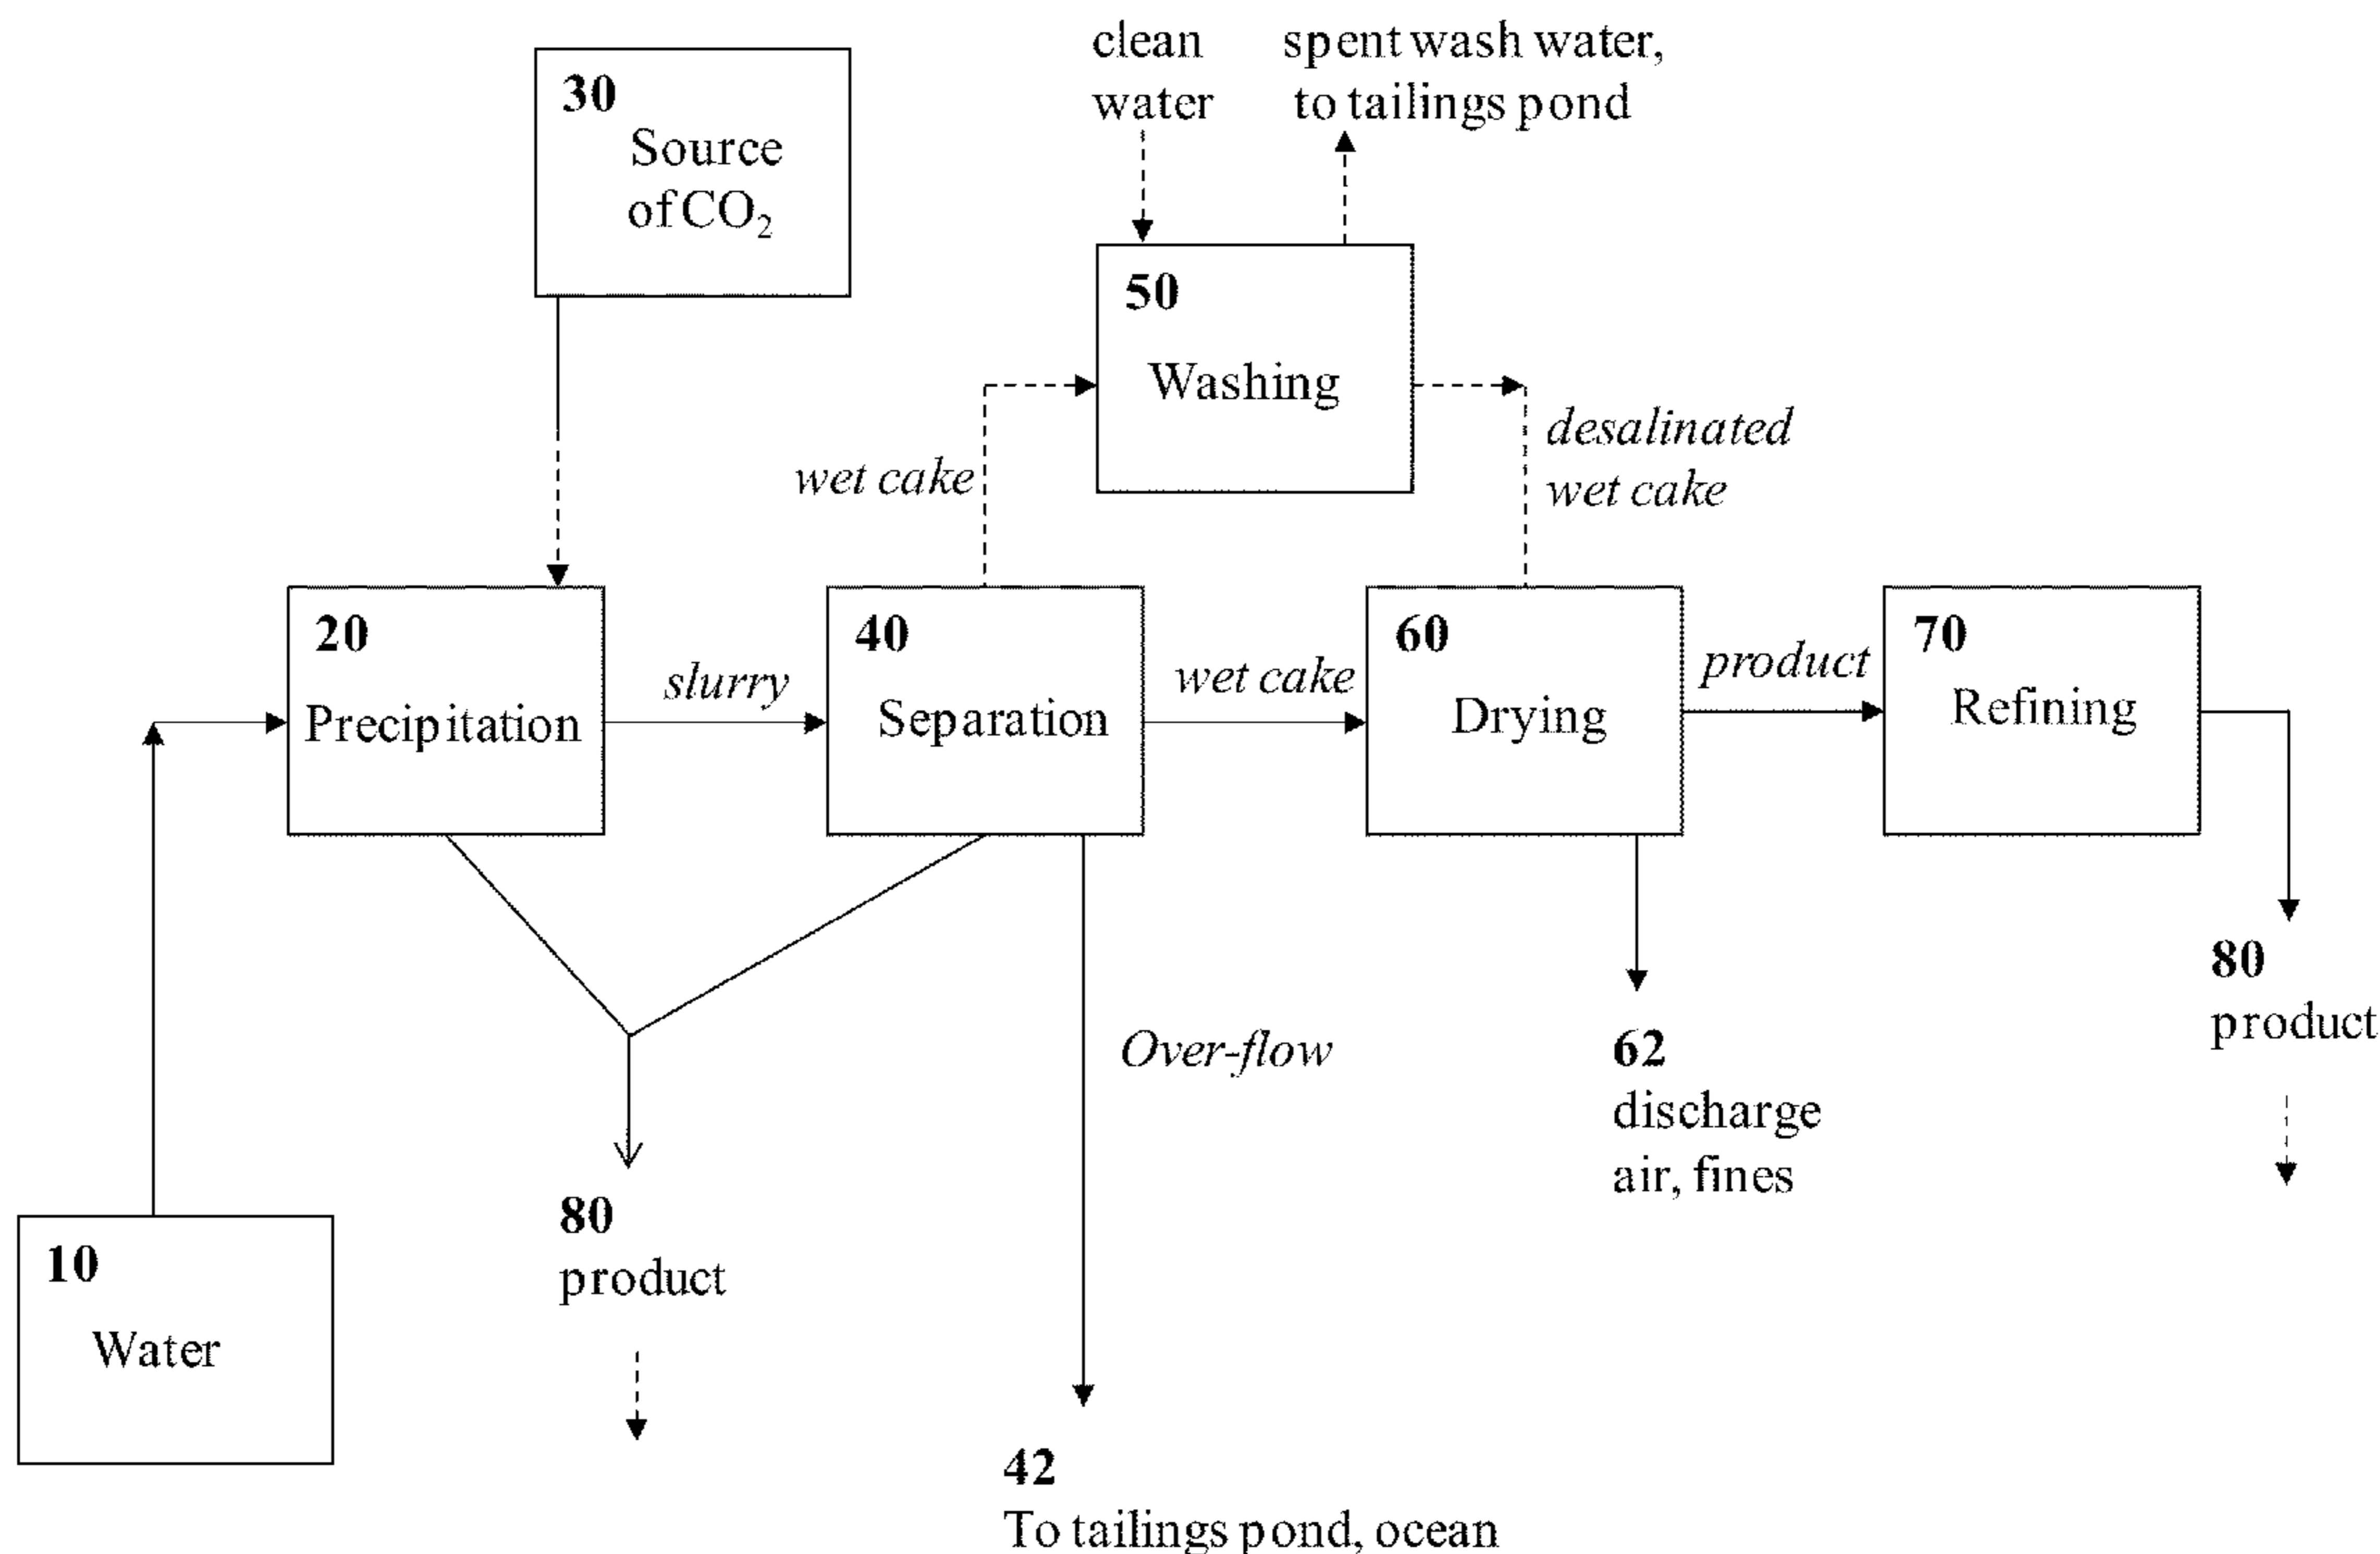 clean
water
spent wash water,
to tailings pond
30
Source
of CO₂
50
Washing
wet cake
desalinated
wet cake
20
Precipitation
slurry
40
Separation
wet cake
60
Drying
product
70
Refining
80
product
Over-flow
62
discharge
air, fines
80
product
10
Water
42
To tailings pond, ocean